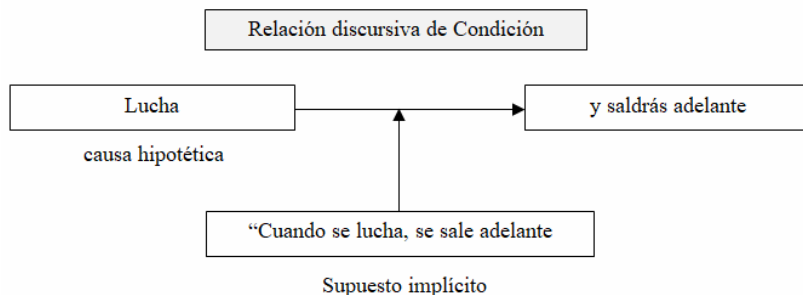 Relación discursiva de Condición
Lucha
y saldrás adelante
causa hipotética
“Cuando se lucha, se sale adelante
Supuesto implícito